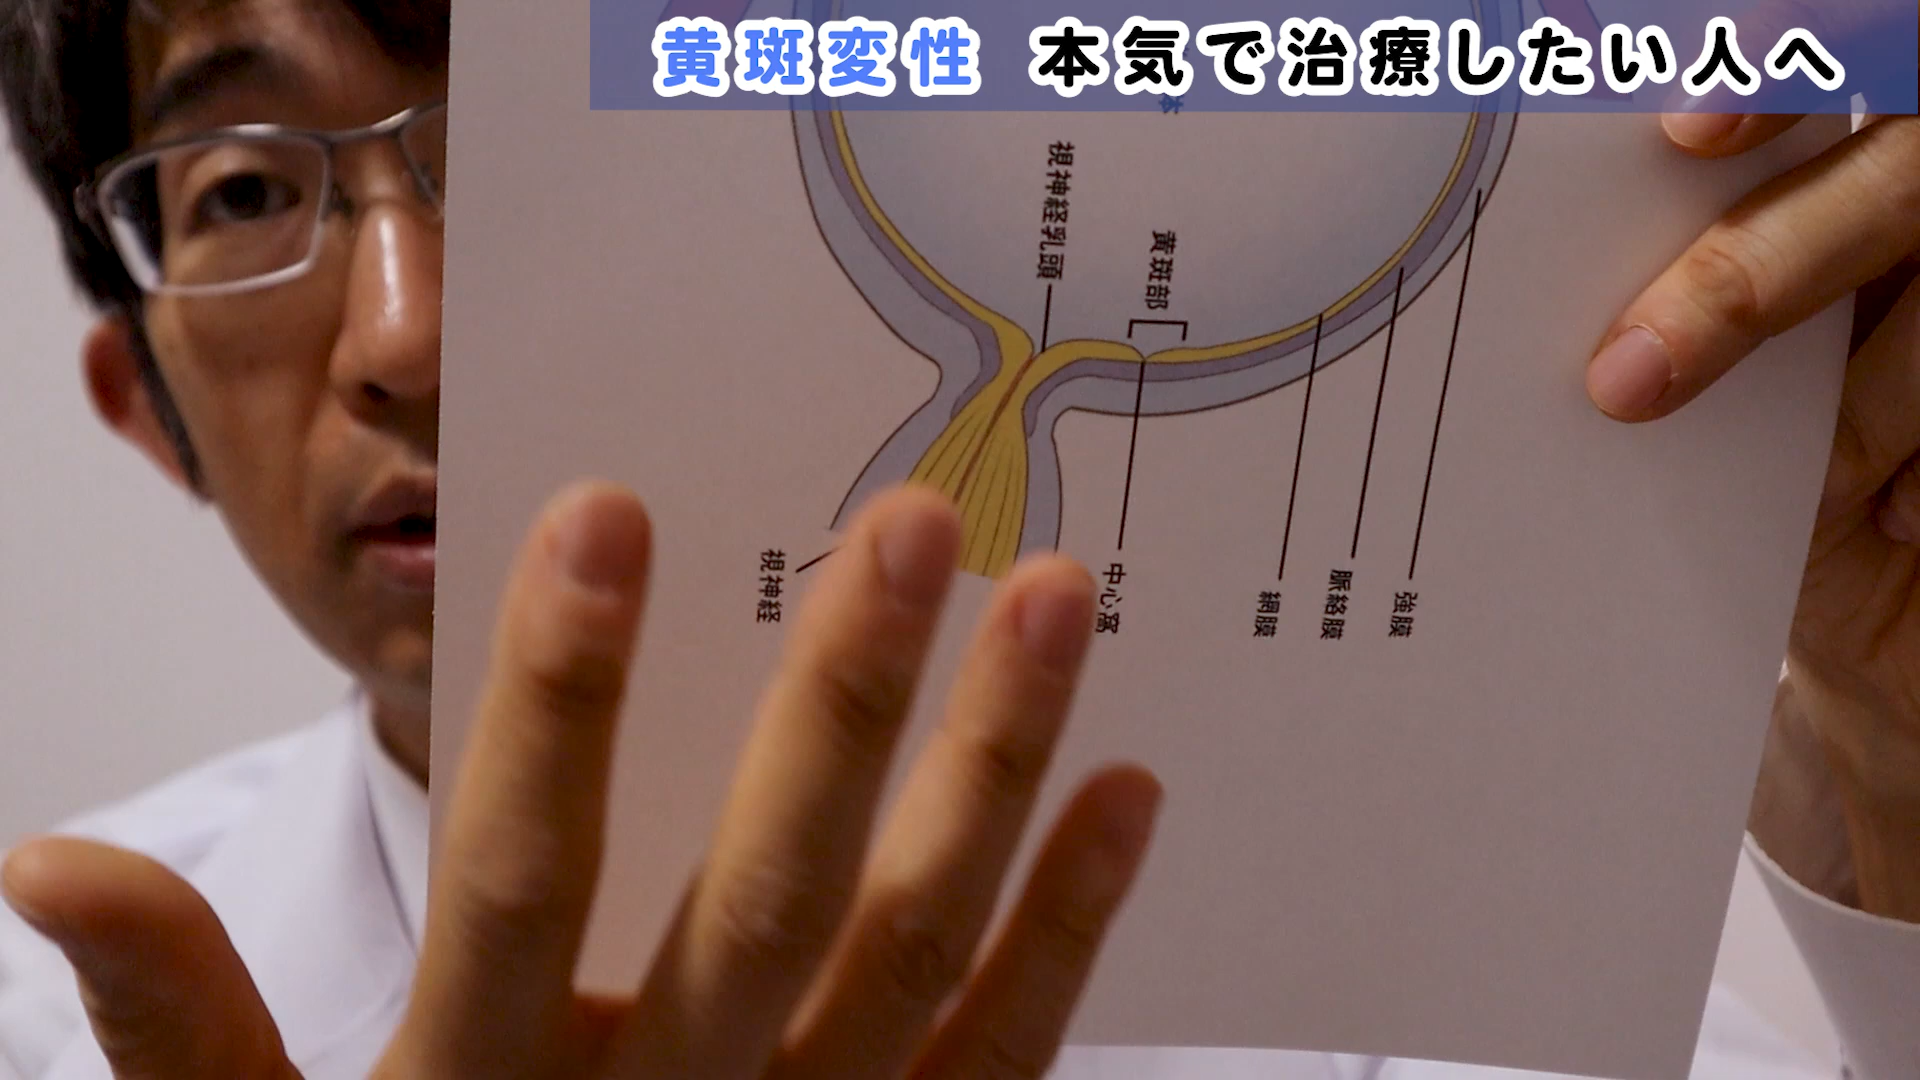 黄斑変性 本気で治療したい人へ
体
視神経乳頭
黄斑部
視神経
中心窩
網膜
脈絡膜
強膜